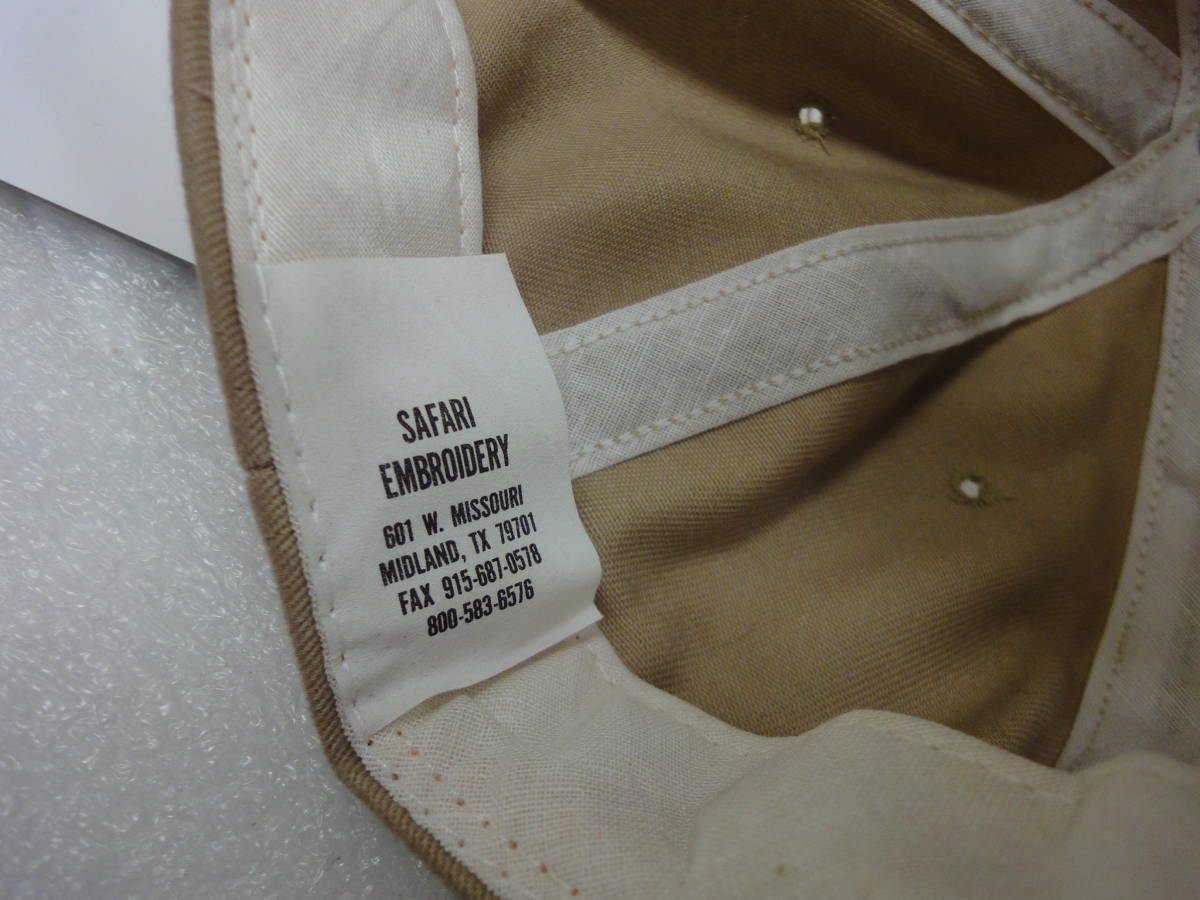 SAFARI
EMBROIDERY
601 W. MISSOURI
MIDLAND, TX 79701
FAX 915-687-0578
800-583-6576